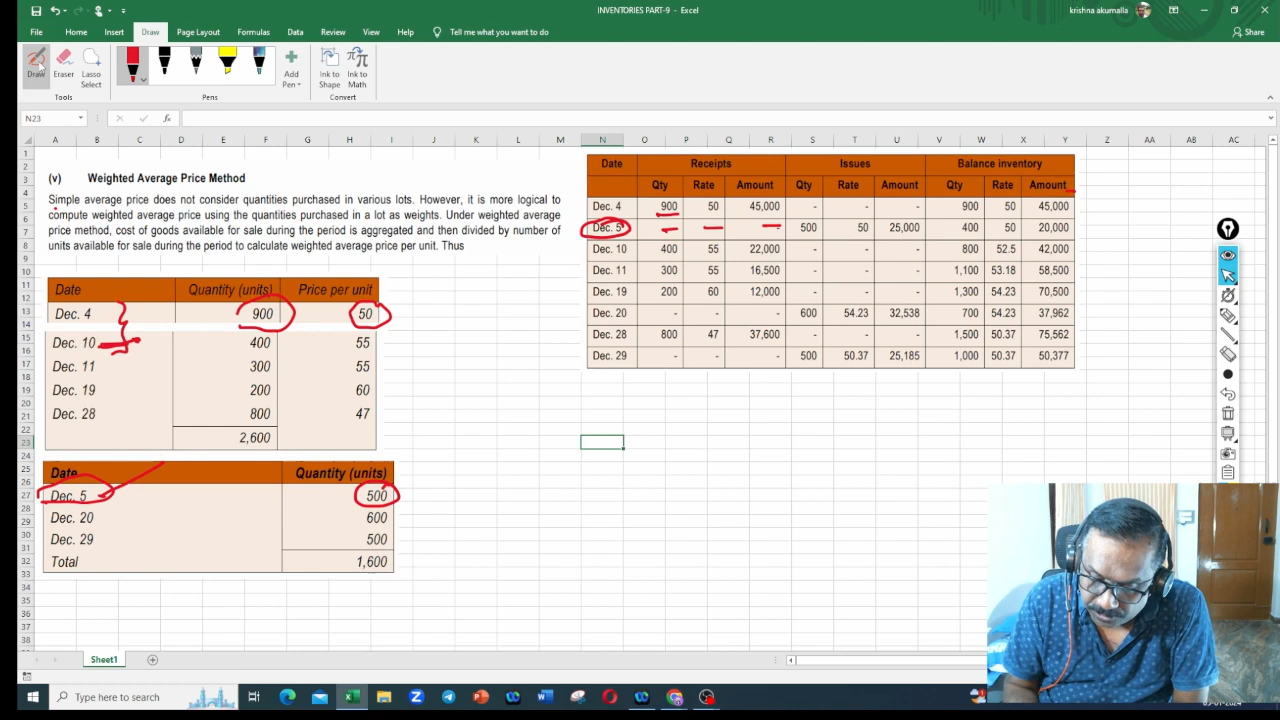 INVENTORIES PART-9 - Excel
krishna akumalla
File Home Insert Draw Page Layout Formulas Data Review View Help Tell me what you want to do
Share
Draw Eraser Lasso Select
Add Pen
Ink to Shape Ink to Math
Tools Pens Convert
N23
fx
A B C D E F G H I J K L M N O P Q R S T U V W X Y Z AA AB AC
(v) Weighted Average Price Method
Simple average price does not consider quantities purchased in various lots. However, it is more logical to
compute weighted average price using the quantities purchased in a lot as weights. Under weighted average
price method, cost of goods available for sale during the period is aggregated and then divided by number of
units available for sale during the period to calculate weighted average price per unit. Thus
Date Quantity (units) Price per unit
Dec. 4 900 50
Dec. 10 400 55
Dec. 11 300 55
Dec. 19 200 60
Dec. 28 800 47
2,600
Date Quantity (units)
Dec. 5 500
Dec. 20 600
Dec. 29 500
Total 1,600
Date Receipts Issues Balance inventory
Qty Rate Amount Qty Rate Amount Qty Rate Amount
Dec. 4 900 50 45,000 - - - 900 50 45,000
Dec. 5 - - - 500 50 25,000 400 50 20,000
Dec. 10 400 55 22,000 - - - 800 52.5 42,000
Dec. 11 300 55 16,500 - - - 1,100 53.18 58,500
Dec. 19 200 60 12,000 - - - 1,300 54.23 70,500
Dec. 20 - - - 600 54.23 32,538 700 54.23 37,962
Dec. 28 800 47 37,600 - - - 1,500 50.37 75,562
Dec. 29 - - - 500 50.37 25,185 1,000 50.37 50,377
Sheet1
Type here to search